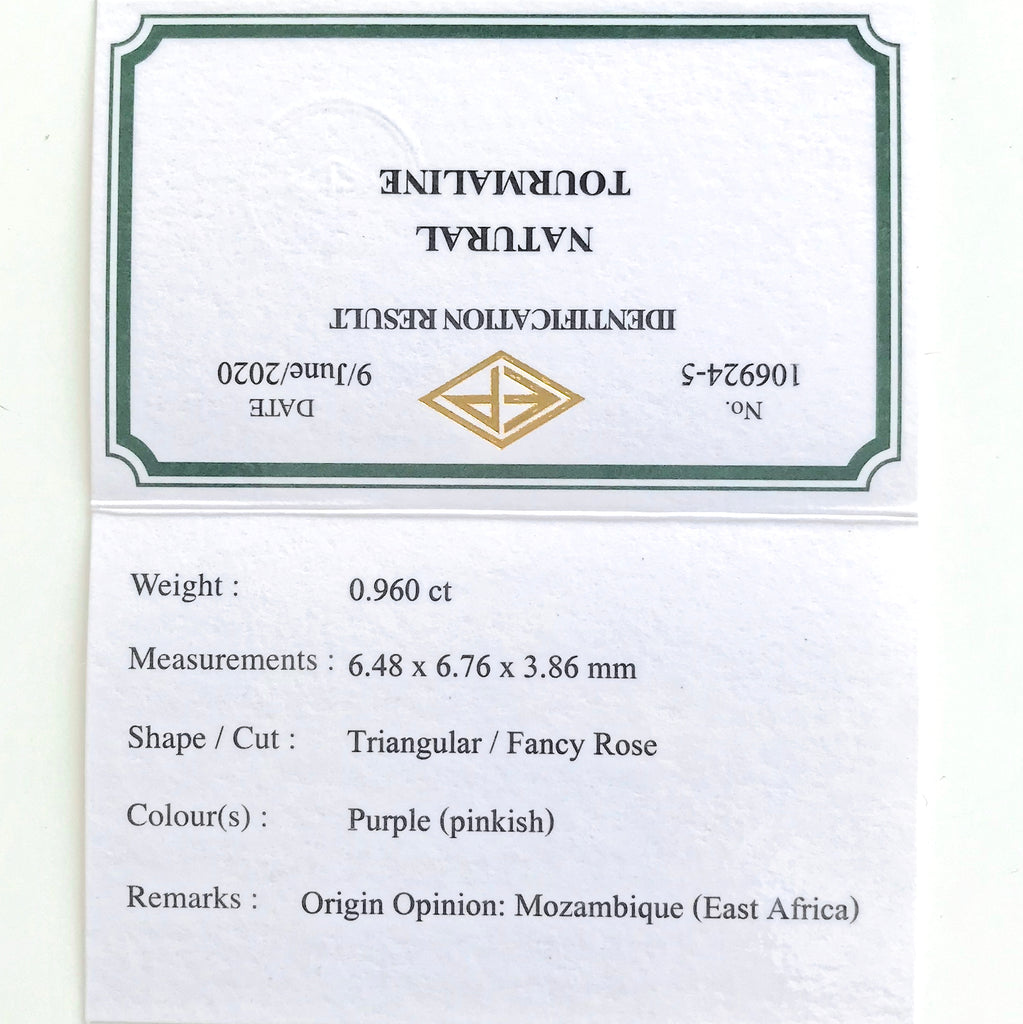 No.
106924-5
DATE
9/June/2020
IDENTIFICATION RESULT
NATURAL
TOURMALINE
Weight : 0.960 ct
Measurements : 6.48 x 6.76 x 3.86 mm
Shape / Cut : Triangular / Fancy Rose
Colour(s) : Purple (pinkish)
Remarks : Origin Opinion: Mozambique (East Africa)